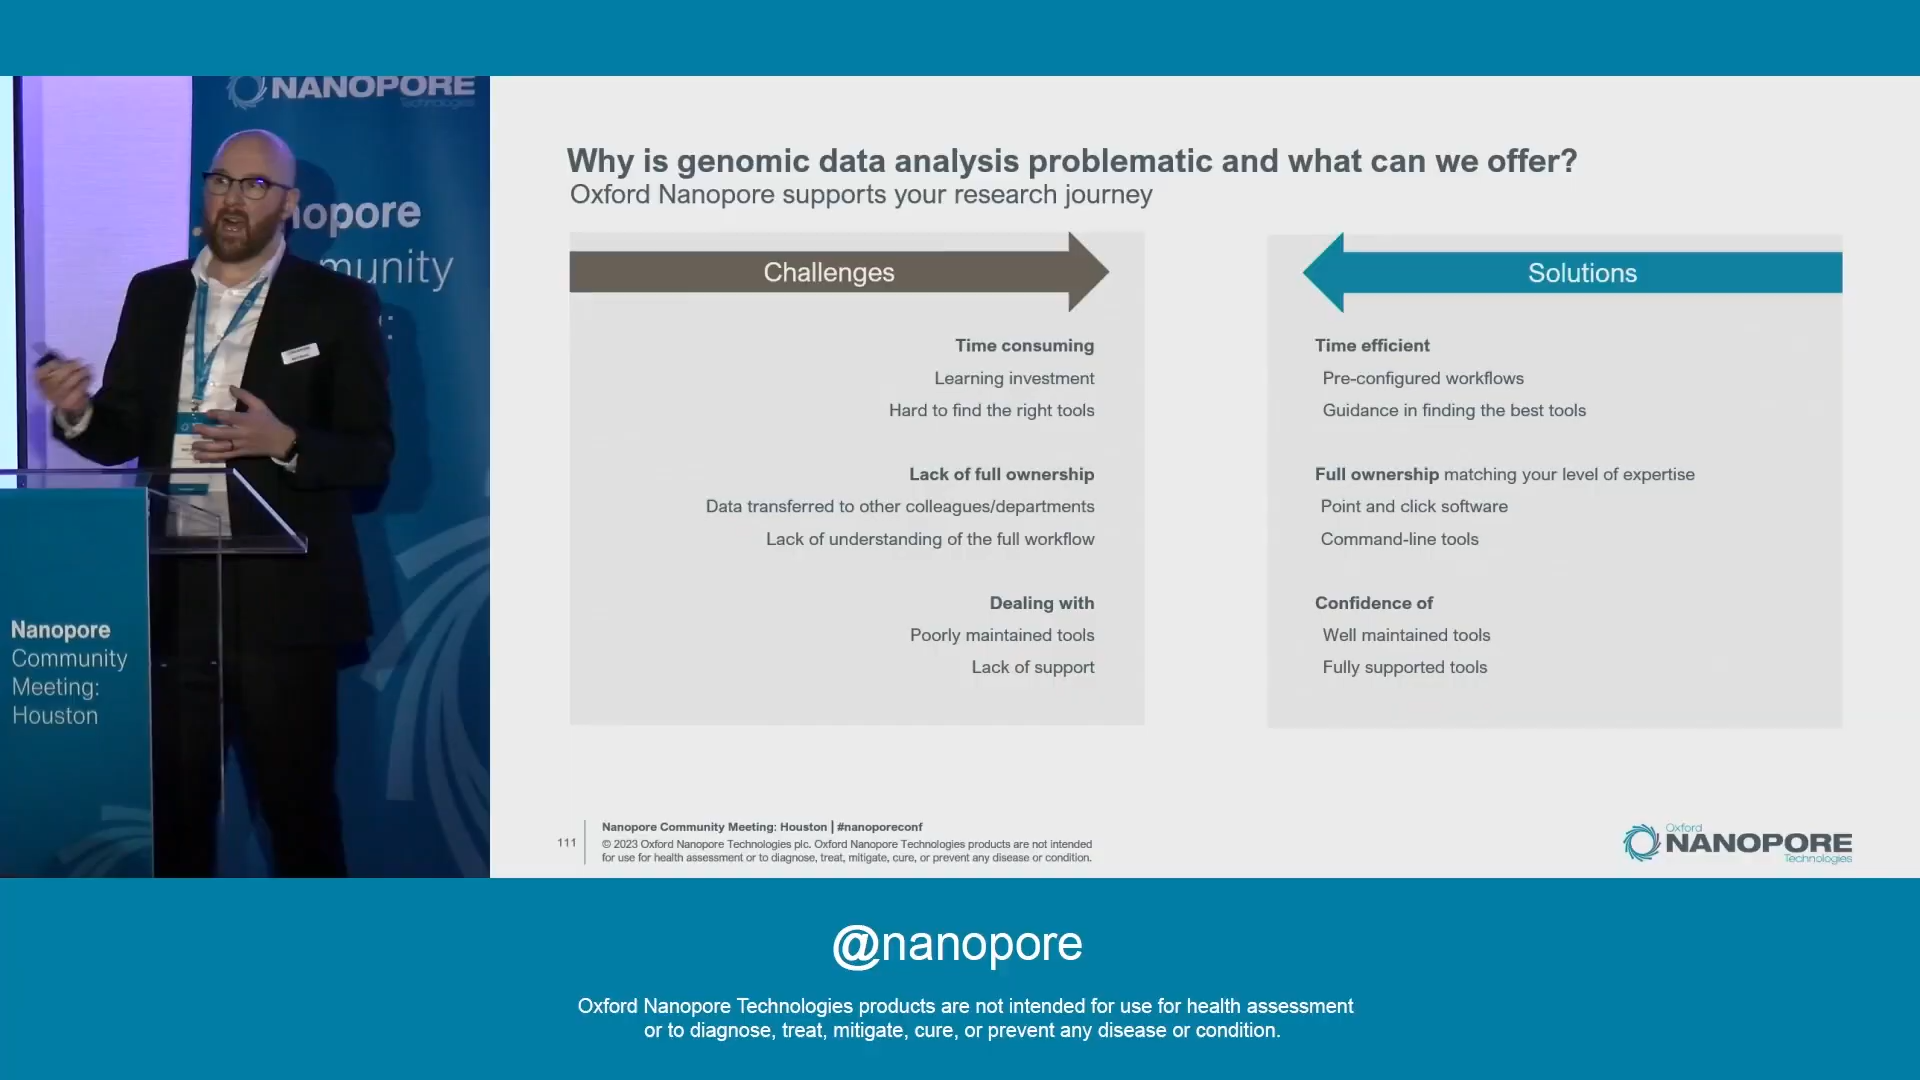 NANOPORE
Technologies
nopore
munity
:
Nanopore
Community
Meeting:
Houston
Why is genomic data analysis problematic and what can we offer?
Oxford Nanopore supports your research journey
Challenges
Time consuming
Learning investment
Hard to find the right tools
Lack of full ownership
Data transferred to other colleagues/departments
Lack of understanding of the full workflow
Dealing with
Poorly maintained tools
Lack of support
Solutions
Time efficient
Pre-configured workflows
Guidance in finding the best tools
Full ownership matching your level of expertise
Point and click software
Command-line tools
Confidence of
Well maintained tools
Fully supported tools
111
Nanopore Community Meeting: Houston | #nanoporeconf
© 2023 Oxford Nanopore Technologies plc. Oxford Nanopore Technologies products are not intended
for use for health assessment or to diagnose, treat, mitigate, cure, or prevent any disease or condition.
Oxford
NANOPORE
Technologies
@nanopore
Oxford Nanopore Technologies products are not intended for use for health assessment
or to diagnose, treat, mitigate, cure, or prevent any disease or condition.